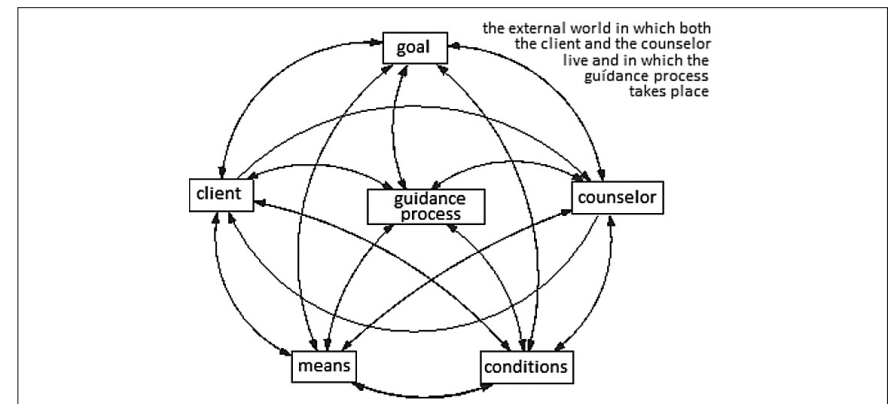 the external world in which both
the client and the counselor
live and in which the
guídance process
takes place
goal
client
guidance
process
counselor
means
conditions